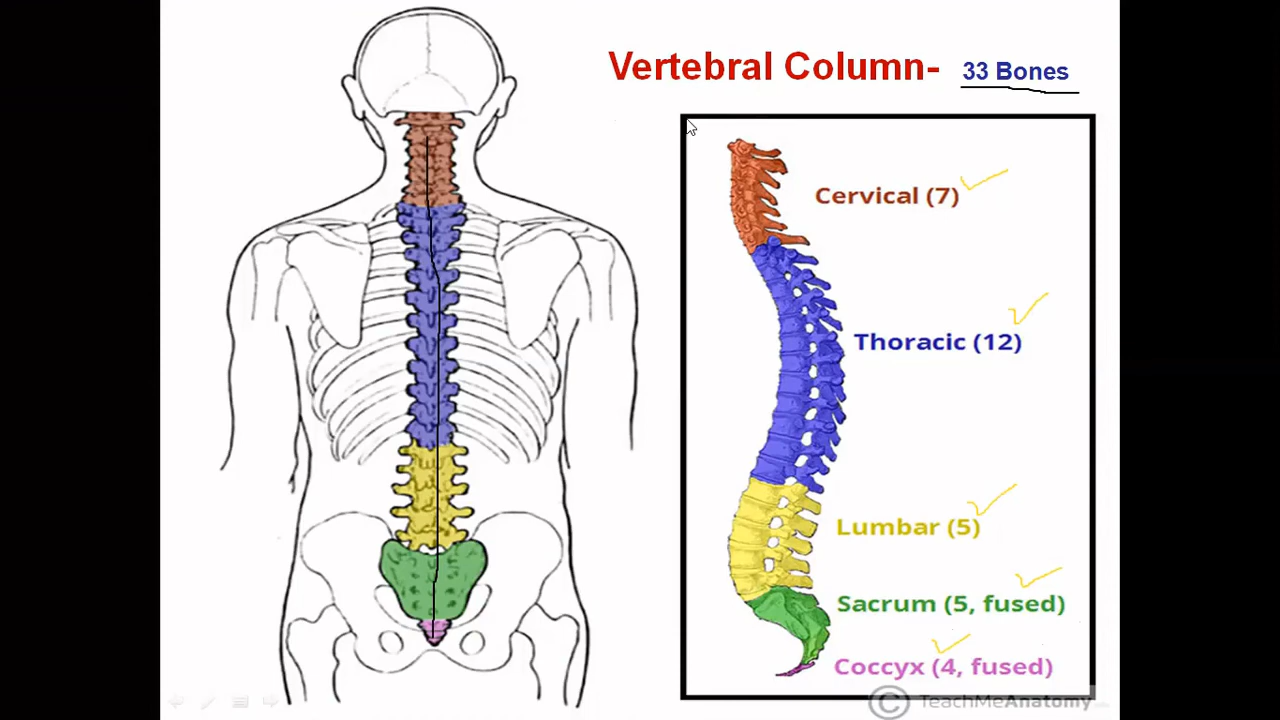 Vertebral Column- 33 Bones
Cervical (7)
Thoracic (12)
Lumbar (5)
Sacrum (5, fused)
Coccyx (4, fused)
© TeachMeAnatomy